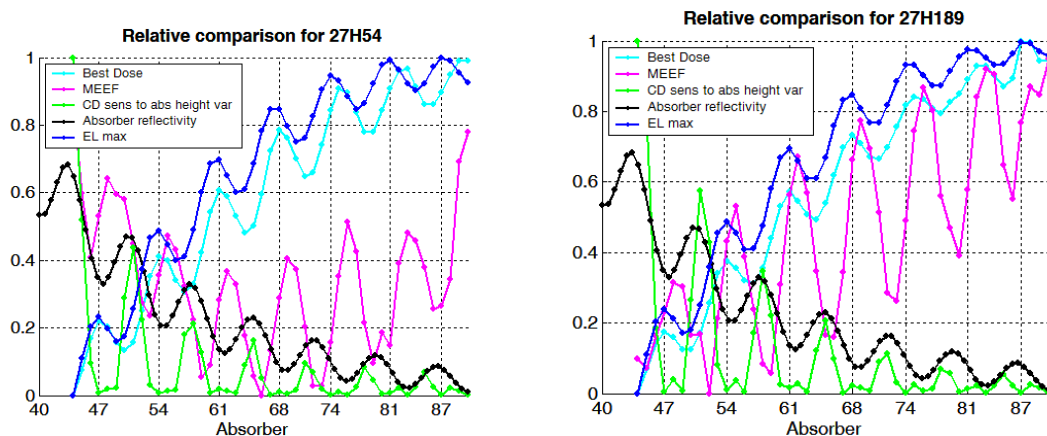 Relative comparison for 27H54
1
0.8
0.6
0.4
0.2
0
40 47 54 61 68 74 81 87
Absorber
Best Dose
MEEF
CD sens to abs height var
Absorber reflectivity
EL max
Relative comparison for 27H189
1
0.8
0.6
0.4
0.2
0
40 47 54 61 68 74 81 87
Absorber
Best Dose
MEEF
CD sens to abs height var
Absorber reflectivity
EL max